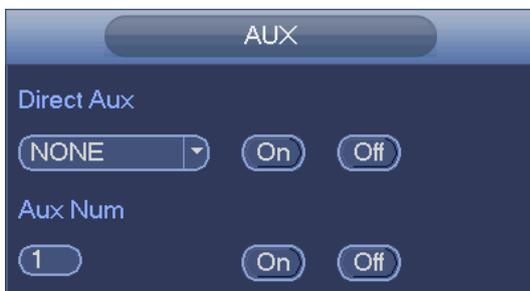 AUX
Direct Aux
NONE On Off
Aux Num
1 On Off